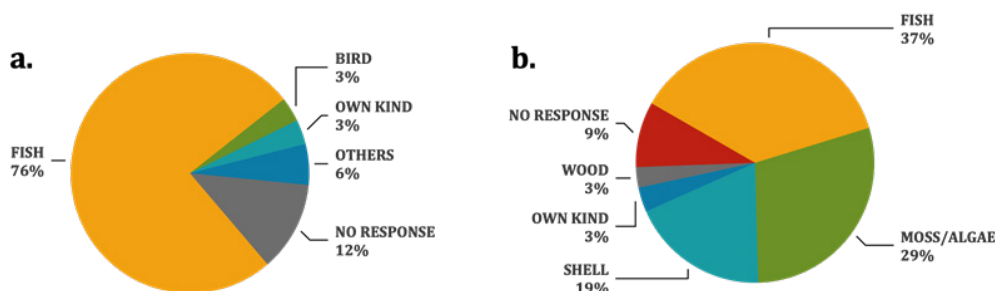 a.
BIRD
3%
OWN KIND
3%
OTHERS
6%
NO RESPONSE
12%
FISH
76%
b.
FISH
37%
NO RESPONSE
9%
WOOD
3%
OWN KIND
3%
SHELL
19%
MOSS/ALGAE
29%